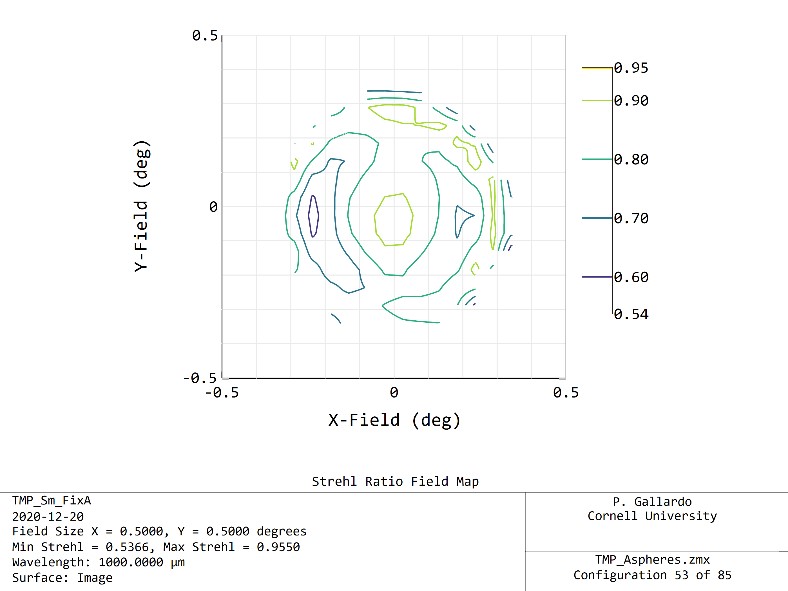 0.5
0
-0.5
-0.5
0
0.5
Y-Field (deg)
X-Field (deg)
0.95
0.90
0.80
0.70
0.60
0.54
Strehl Ratio Field Map
TMP_Sm_FixA
2020-12-20
Field Size X = 0.5000, Y = 0.5000 degrees
Min Strehl = 0.5366, Max Strehl = 0.9550
Wavelength: 1000.0000 µm
Surface: Image
P. Gallardo
Cornell University
TMP_Aspheres.zmx
Configuration 53 of 85